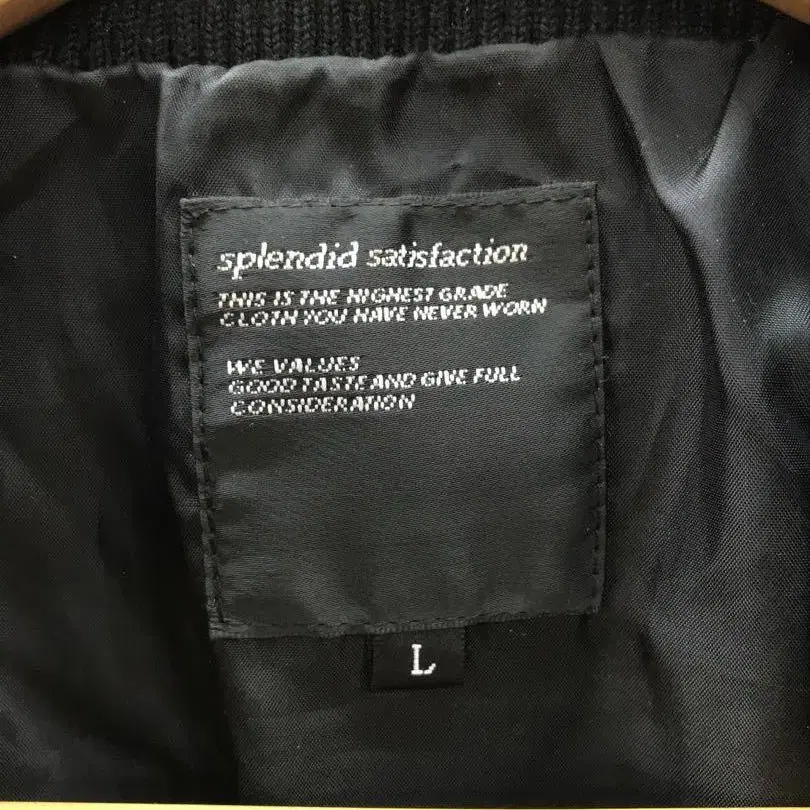 splendid satisfaction
THIS IS THE HIGHEST GRADE
CLOTH YOU HAVE NEVER WORN
WE VALUES
GOOD TASTE AND GIVE FULL
CONSIDERATION
L